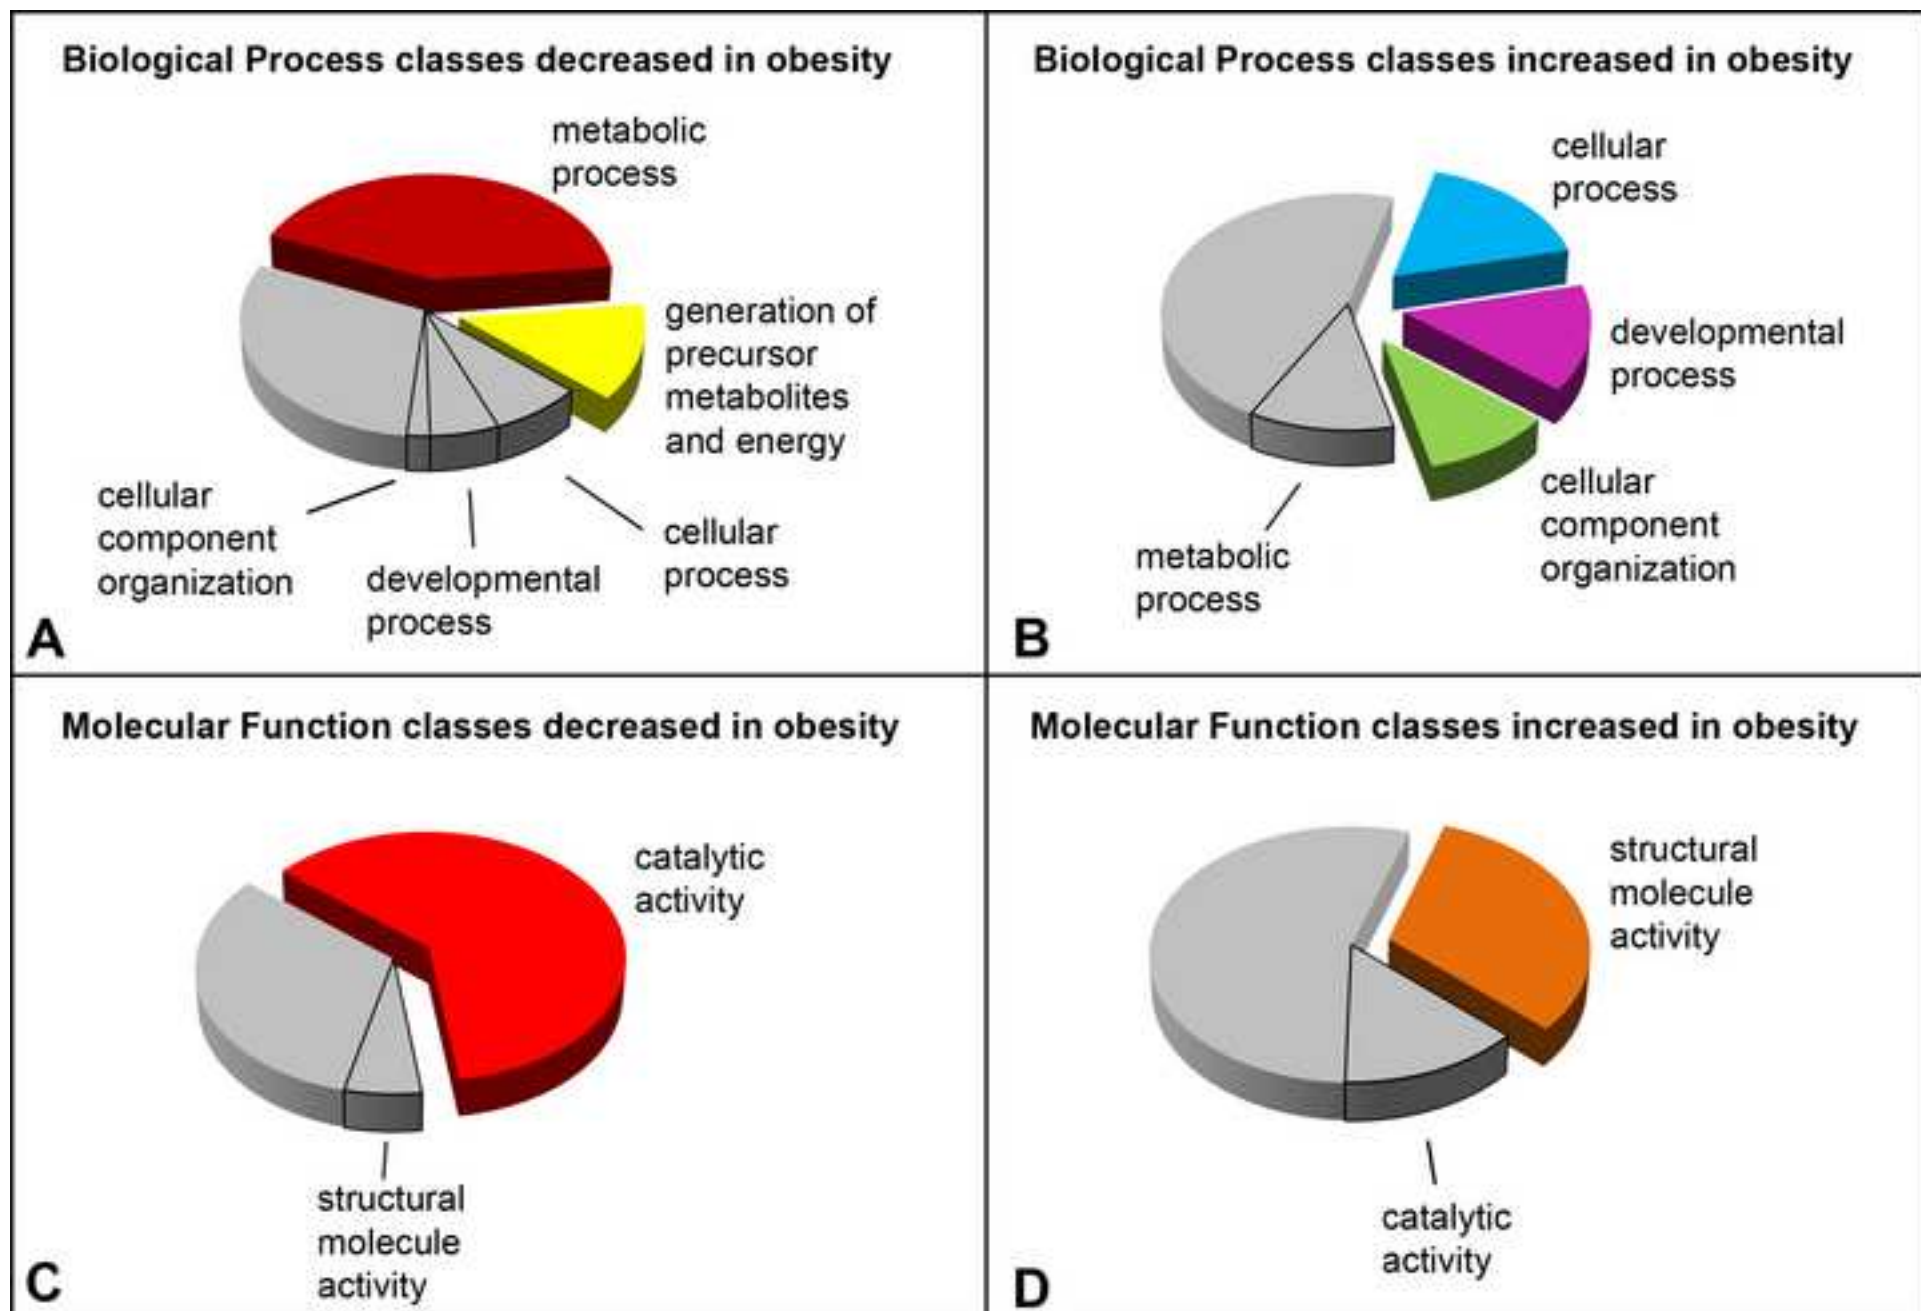 Biological Process classes decreased in obesity
metabolic
process
generation of
precursor
metabolites
and energy
cellular
process
developmental
process
cellular
component
organization
A
Biological Process classes increased in obesity
cellular
process
developmental
process
cellular
component
organization
metabolic
process
B
Molecular Function classes decreased in obesity
catalytic
activity
structural
molecule
activity
C
Molecular Function classes increased in obesity
structural
molecule
activity
catalytic
activity
D